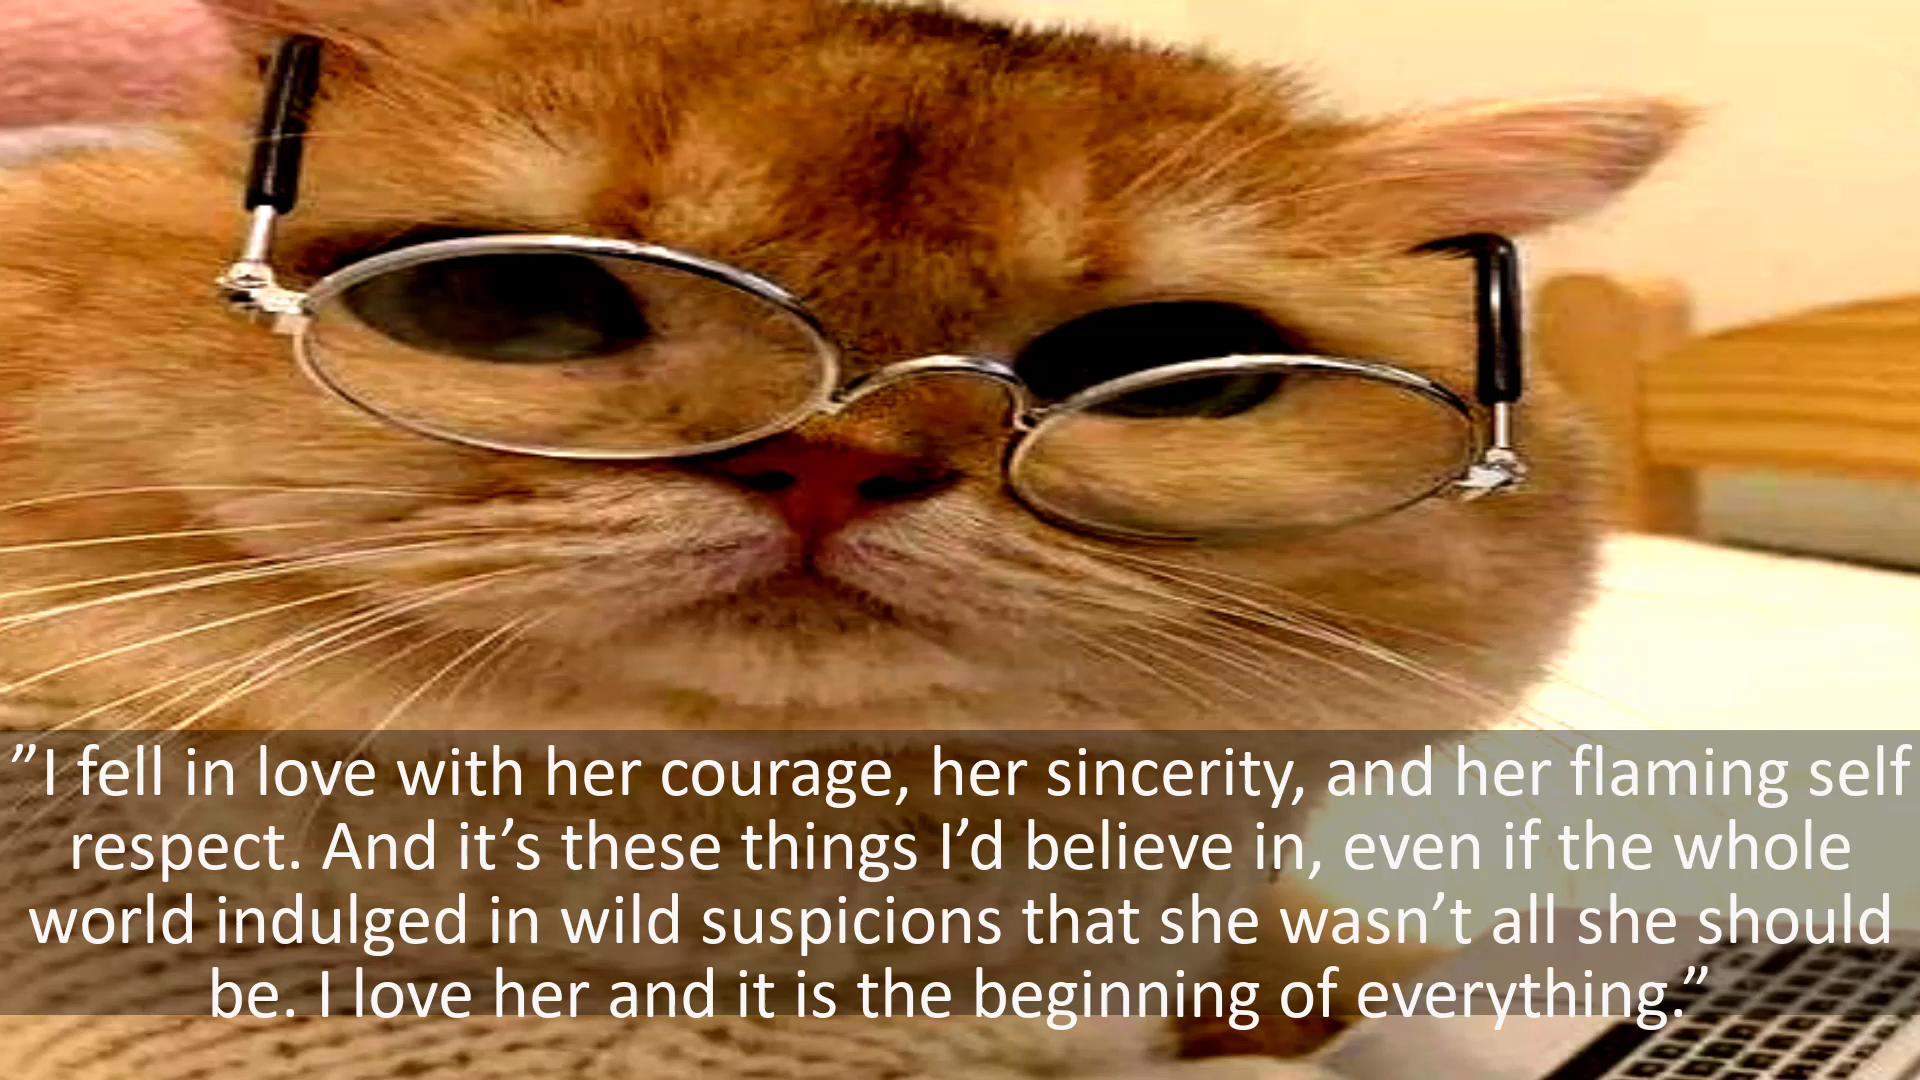 ”I fell in love with her courage, her sincerity, and her flaming self
respect. And it’s these things I’d believe in, even if the whole
world indulged in wild suspicions that she wasn’t all she should
be. I love her and it is the beginning of everything.”